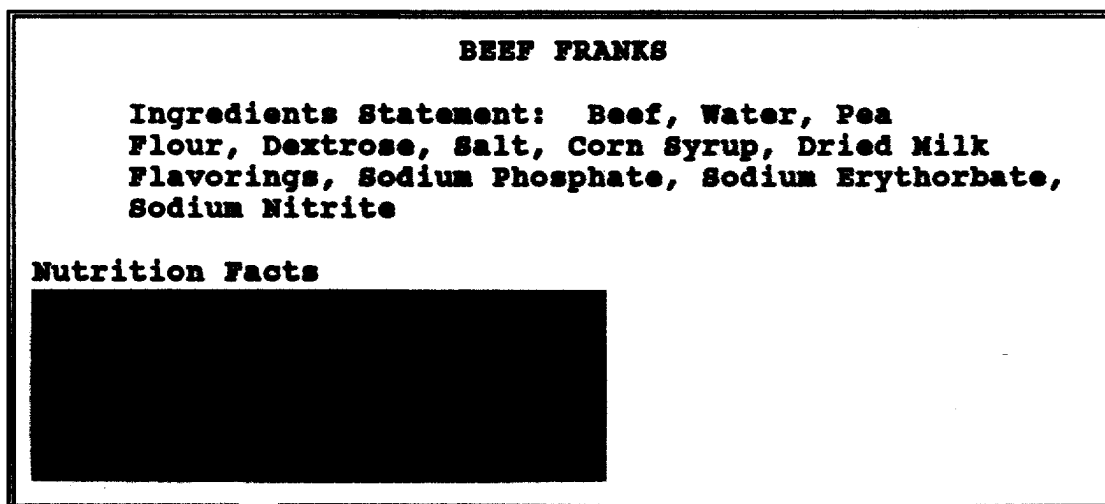 BEEF FRANKS
Ingredients Statement: Beef, Water, Pea
Flour, Dextrose, Salt, Corn Syrup, Dried Milk
Flavorings, Sodium Phosphate, Sodium Erythorbate,
Sodium Nitrite
Nutrition Facts